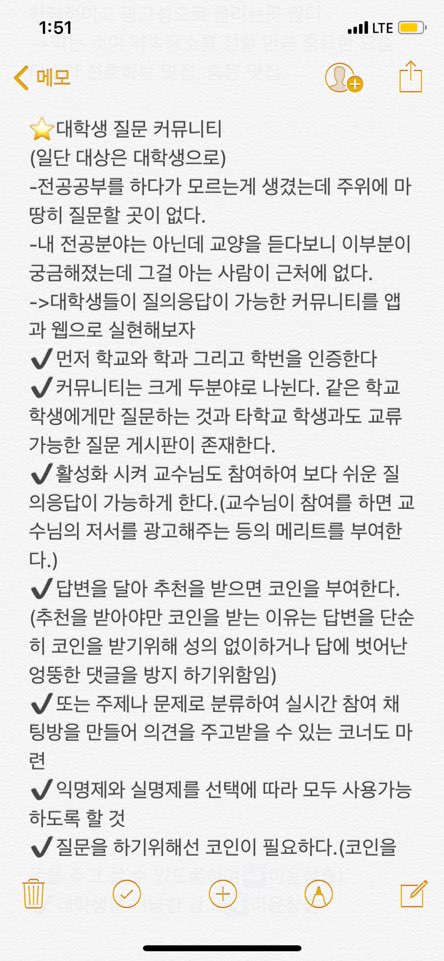 1:51
LTE
메모
⭐대학생 질문 커뮤니티
(일단 대상은 대학생으로)
-전공공부를 하다가 모르는게 생겼는데 주위에 마
땅히 질문할 곳이 없다.
-내 전공분야는 아닌데 교양을 듣다보니 이부분이
궁금해졌는데 그걸 아는 사람이 근처에 없다.
->대학생들이 질의응답이 가능한 커뮤니티를 앱
과 웹으로 실현해보자
✔먼저 학교와 학과 그리고 학번을 인증한다
✔커뮤니티는 크게 두분야로 나뉜다. 같은 학교
학생에게만 질문하는 것과 타학교 학생과도 교류
가능한 질문 게시판이 존재한다.
✔활성화 시켜 교수님도 참여하여 보다 쉬운 질
의응답이 가능하게 한다.(교수님이 참여를 하면 교
수님의 저서를 광고해주는 등의 메리트를 부여한
다.)
✔답변을 달아 추천을 받으면 코인을 부여한다.
(추천을 받아야만 코인을 받는 이유는 답변을 단순
히 코인을 받기위해 성의 없이하거나 답에 벗어난
엉뚱한 댓글을 방지 하기위함임)
✔또는 주제나 문제로 분류하여 실시간 참여 채
팅방을 만들어 의견을 주고받을 수 있는 코너도 마
련
✔익명제와 실명제를 선택에 따라 모두 사용가능
하도록 할 것
✔질문을 하기위해선 코인이 필요하다.(코인을